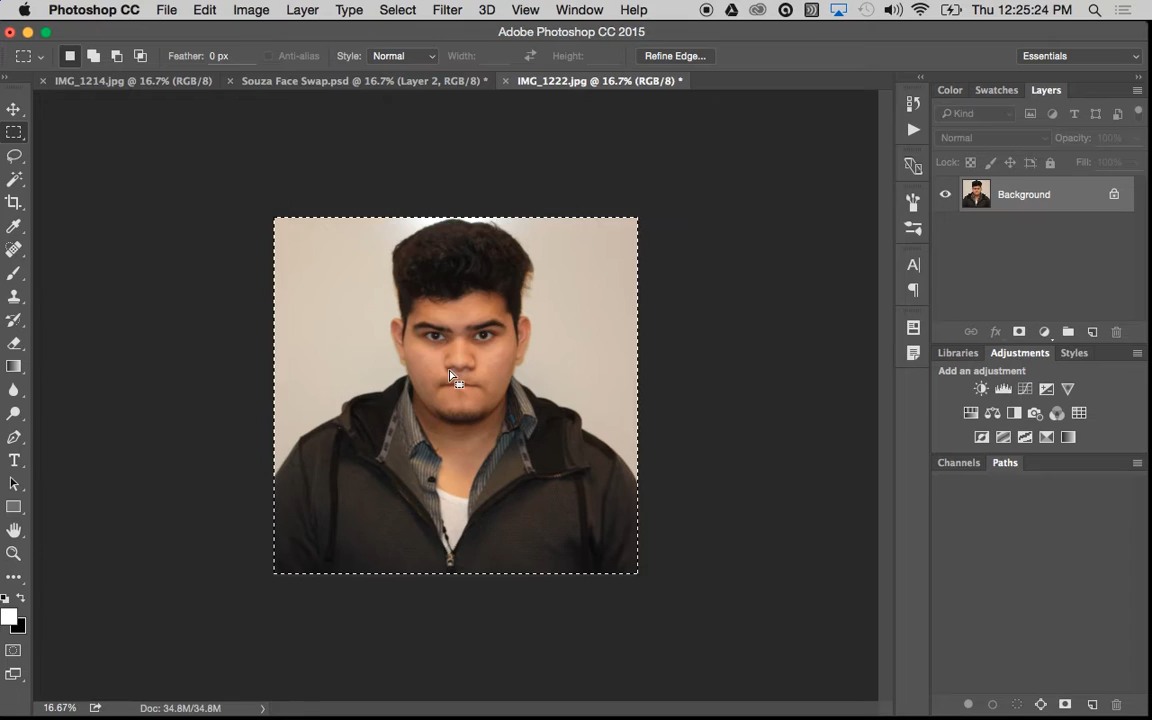 Photoshop CC File Edit Image Layer Type Select Filter 3D View Window Help Thu 12:25:24 PM
Adobe Photoshop CC 2015
Feather: 0 px Anti-alias Style: Normal Width: Height: Refine Edge... Essentials
IMG_1214.jpg @ 16.7% (RGB/8) Souza Face Swap.psd @ 16.7% (Layer 2, RGB/8) * IMG_1222.jpg @ 16.7% (RGB/8) *
Color Swatches Layers
Kind
Normal Opacity: 100%
Lock: Fill: 100%
Background
Libraries Adjustments Styles
Add an adjustment
Channels Paths
16.67% Doc: 34.8M/34.8M